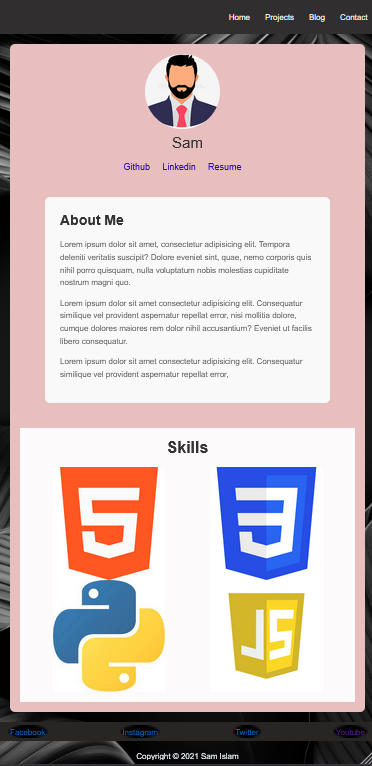 Home Projects Blog Contact
Sam
Github Linkedin Resume
About Me
Lorem ipsum dolor sit amet, consectetur adipisicing elit. Tempora
deleniti veritatis suscipit? Dolore eveniet sint, quae, nemo corporis quis
nihil porro quisquam, nulla voluptatum nobis molestias cupiditate
nostrum magni quo.
Lorem ipsum dolor sit amet consectetur adipisicing elit. Consequatur
similique vel provident aspernatur repellat error, nisi mollitia dolore,
cumque dolores maiores rem dolor nihil accusantium? Eveniet ut facilis
libero consequatur.
Lorem ipsum dolor sit amet consectetur adipisicing elit. Consequatur
similique vel provident aspernatur repellat error,
Skills
5 3
JS
Facebook Instagram Twitter Youtube
Copyright © 2021 Sam Islam